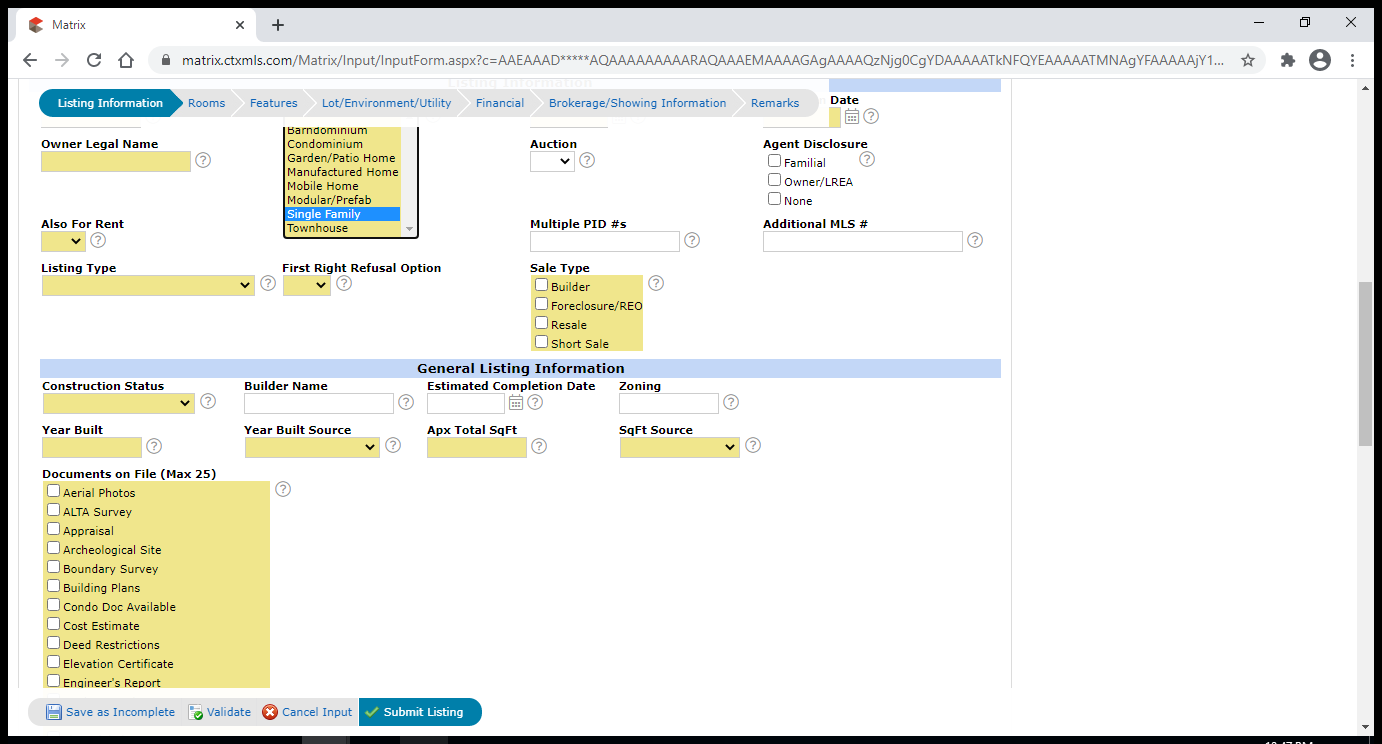 Matrix
matrix.ctxmls.com/Matrix/Input/InputForm.aspx?c=AAEAAAD*****AQAAAAAAAAARAQAAAEMAAAAGAgAAAAQzNjg0CgYDAAAAATkNFQYEAAAAATMNAgYFAAAAAjY1...
Listing Information
Listing Information Rooms Features Lot/Environment/Utility Financial Brokerage/Showing Information Remarks
Date
Barndominium
Owner Legal Name
Condominium
Auction
Agent Disclosure
Garden/Patio Home
Familial
Manufactured Home
Mobile Home
Owner/LREA
Modular/Prefab
None
Single Family
Also For Rent
Townhouse
Multiple PID #s
Additional MLS #
Listing Type
First Right Refusal Option
Sale Type
Builder
Foreclosure/REO
Resale
Short Sale
General Listing Information
Construction Status
Builder Name
Estimated Completion Date
Zoning
Year Built
Year Built Source
Apx Total SqFt
SqFt Source
Documents on File (Max 25)
Aerial Photos
ALTA Survey
Appraisal
Archeological Site
Boundary Survey
Building Plans
Condo Doc Available
Cost Estimate
Deed Restrictions
Elevation Certificate
Engineer's Report
Save as Incomplete Validate Cancel Input Submit Listing